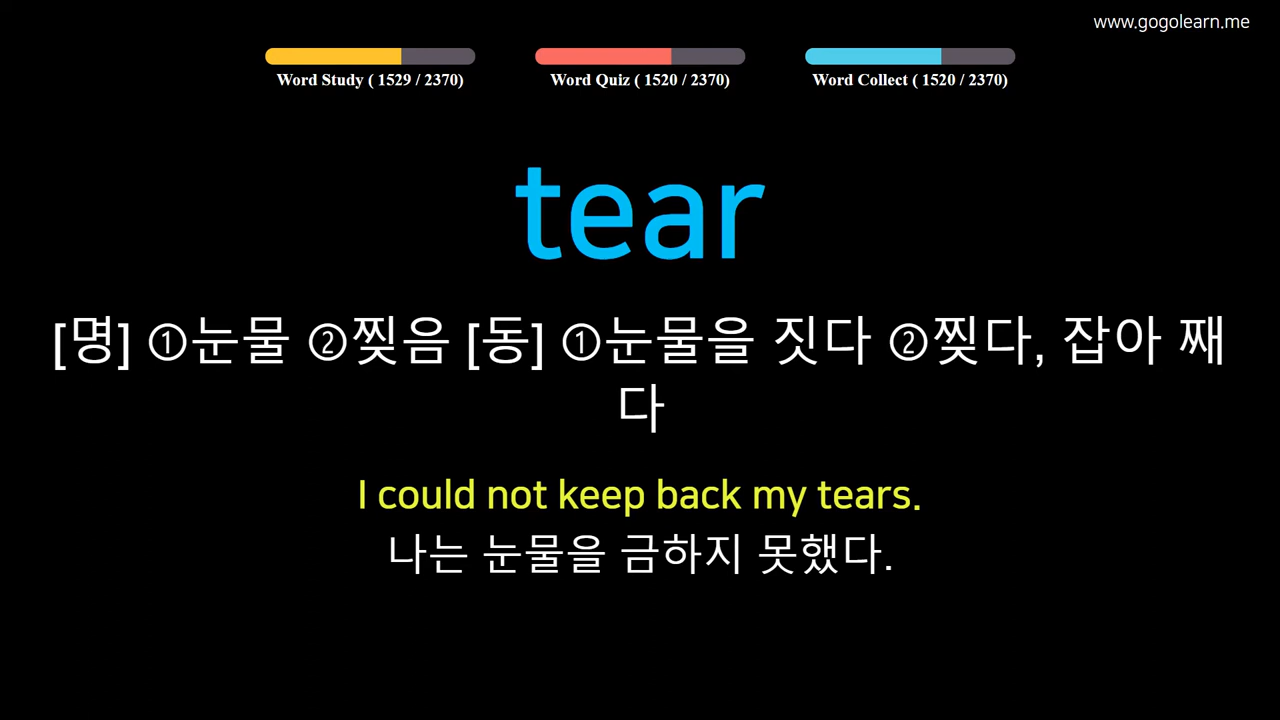 www.gogolearn.me
Word Study ( 1529 / 2370)
Word Quiz ( 1520 / 2370)
Word Collect ( 1520 / 2370)
tear
[명] ①눈물 ②찢음 [동] ①눈물을 짓다 ②찢다, 잡아 째
다
I could not keep back my tears.
나는 눈물을 금하지 못했다.